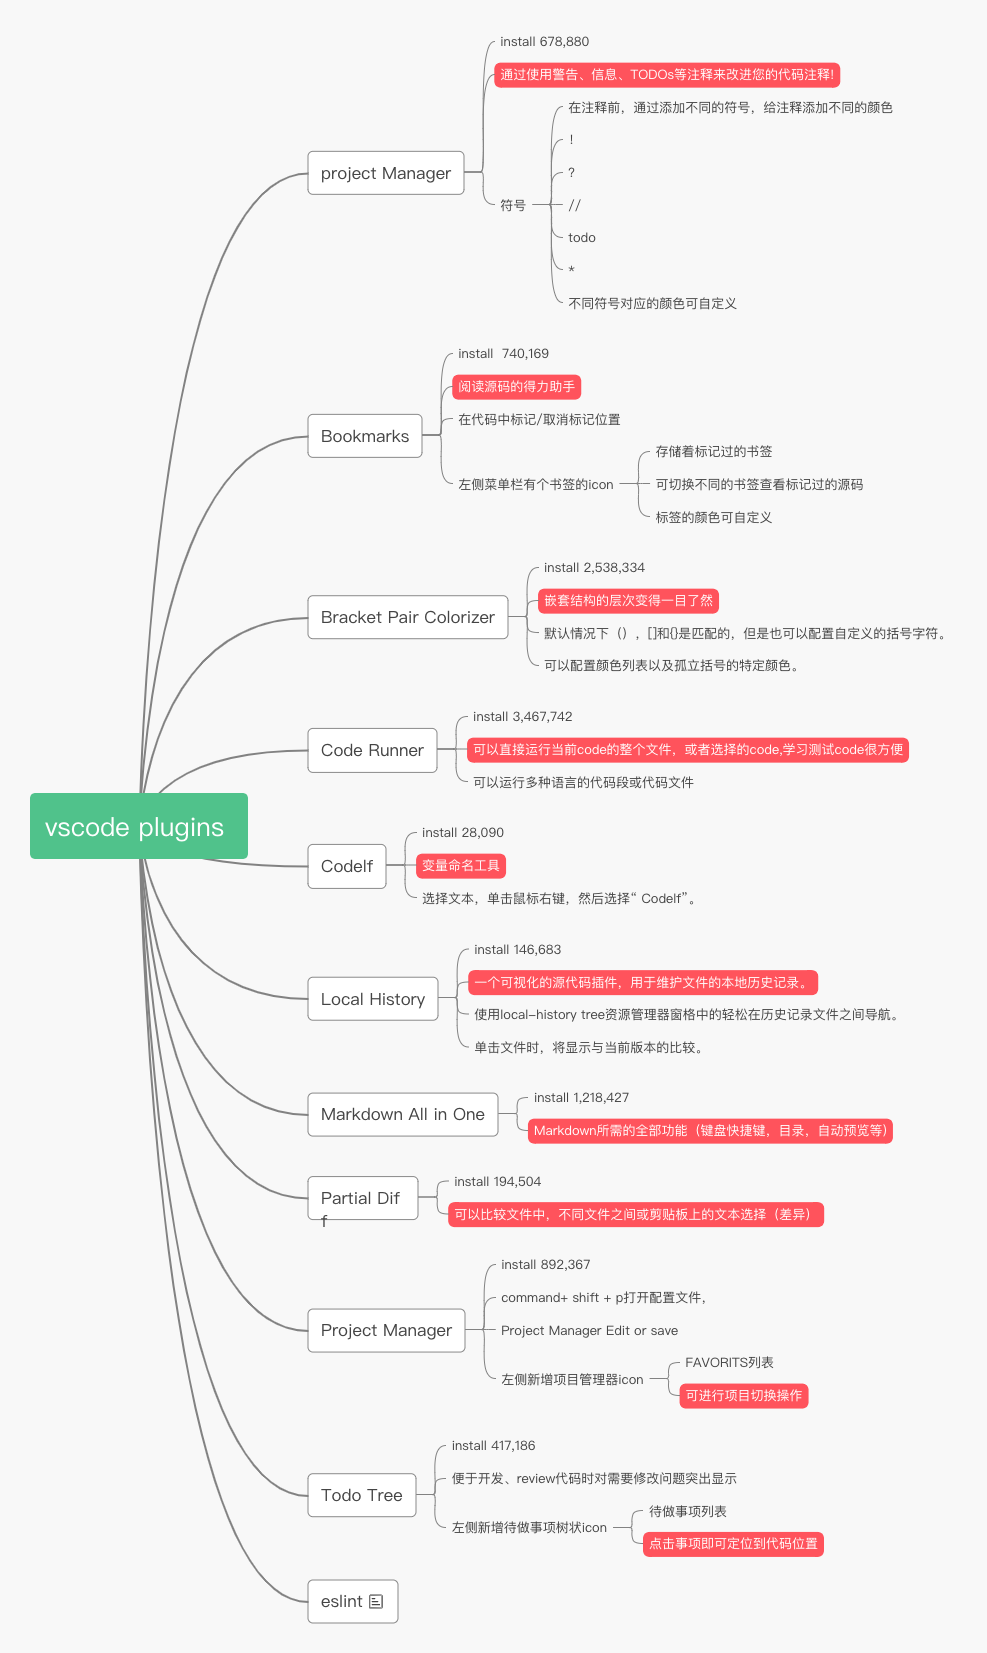 vscode plugins
project Manager
install 678,880
通过使用警告、信息、TODOs等注释来改进您的代码注释!
符号
在注释前，通过添加不同的符号，给注释添加不同的颜色
!
?
//
todo
*
不同符号对应的颜色可自定义
Bookmarks
install  740,169
阅读源码的得力助手
在代码中标记/取消标记位置
左侧菜单栏有个书签的icon
存储着标记过的书签
可切换不同的书签查看标记过的源码
标签的颜色可自定义
Bracket Pair Colorizer
install 2,538,334
嵌套结构的层次变得一目了然
默认情况下（），[]和{}是匹配的，但是也可以配置自定义的括号字符。
可以配置颜色列表以及孤立括号的特定颜色。
Code Runner
install 3,467,742
可以直接运行当前code的整个文件，或者选择的code,学习测试code很方便
可以运行多种语言的代码段或代码文件
Codelf
install 28,090
变量命名工具
选择文本，单击鼠标右键，然后选择“ Codelf”。
Local History
install 146,683
一个可视化的源代码插件，用于维护文件的本地历史记录。
使用local-history tree资源管理器窗格中的轻松在历史记录文件之间导航。
单击文件时，将显示与当前版本的比较。
Markdown All in One
install 1,218,427
Markdown所需的全部功能（键盘快捷键，目录，自动预览等）
Partial Dif
f
install 194,504
可以比较文件中，不同文件之间或剪贴板上的文本选择（差异）
Project Manager
install 892,367
command+ shift + p打开配置文件，
Project Manager Edit or save
左侧新增项目管理器icon
FAVORITS列表
可进行项目切换操作
Todo Tree
install 417,186
便于开发、review代码时对需要修改问题突出显示
左侧新增待做事项树状icon
待做事项列表
点击事项即可定位到代码位置
eslint